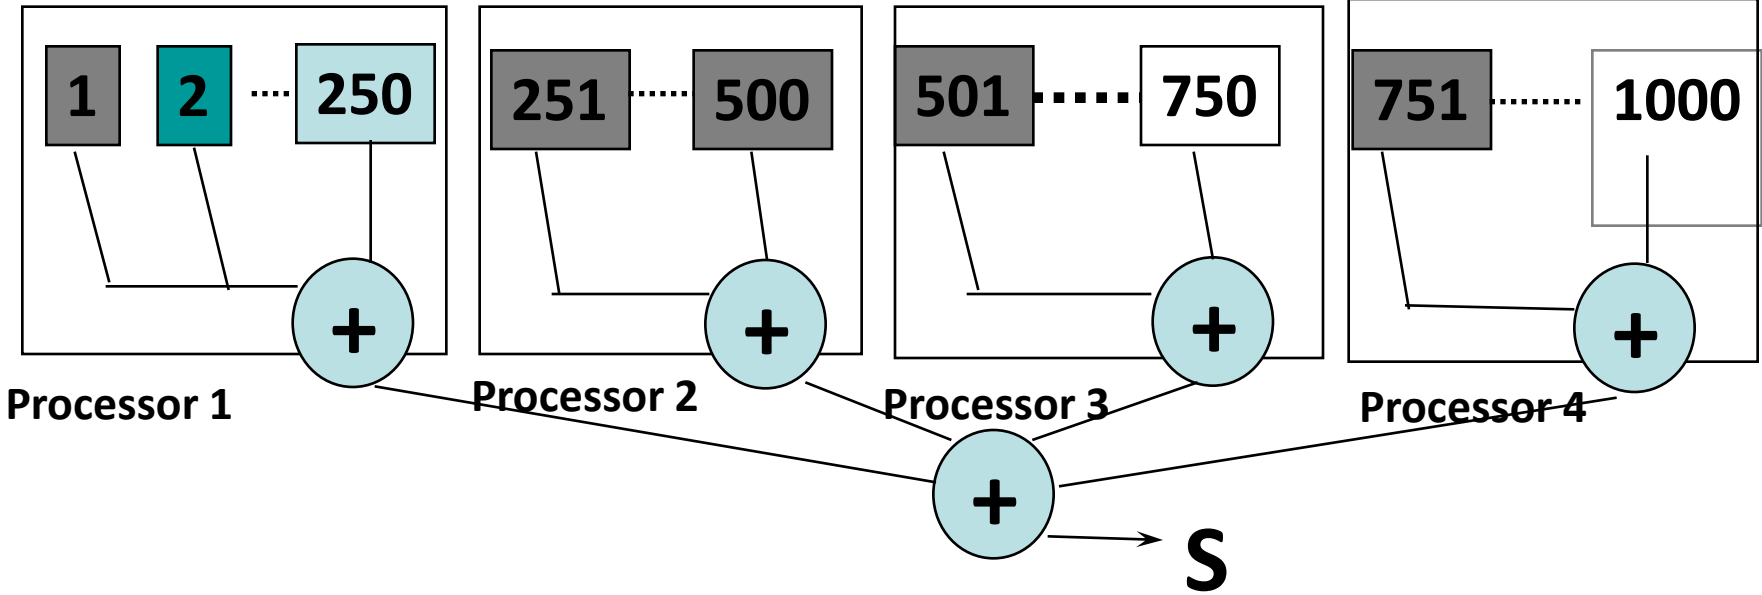 1 2 250 251 500 501 750 751 1000
+ + + +
Processor 1 Processor 2 Processor 3 Processor 4
+
S